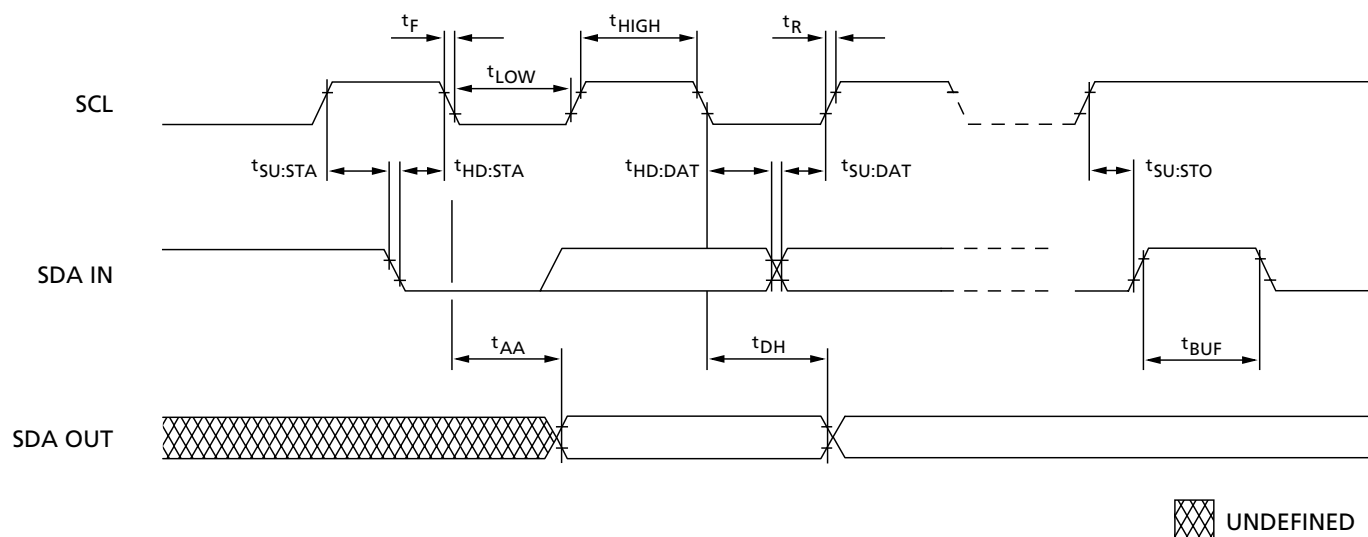 tF
tHIGH
tR
tLOW
SCL
tSU:STA
tHD:STA
tHD:DAT
tSU:DAT
tSU:STO
SDA IN
tAA
tDH
tBUF
SDA OUT
UNDEFINED